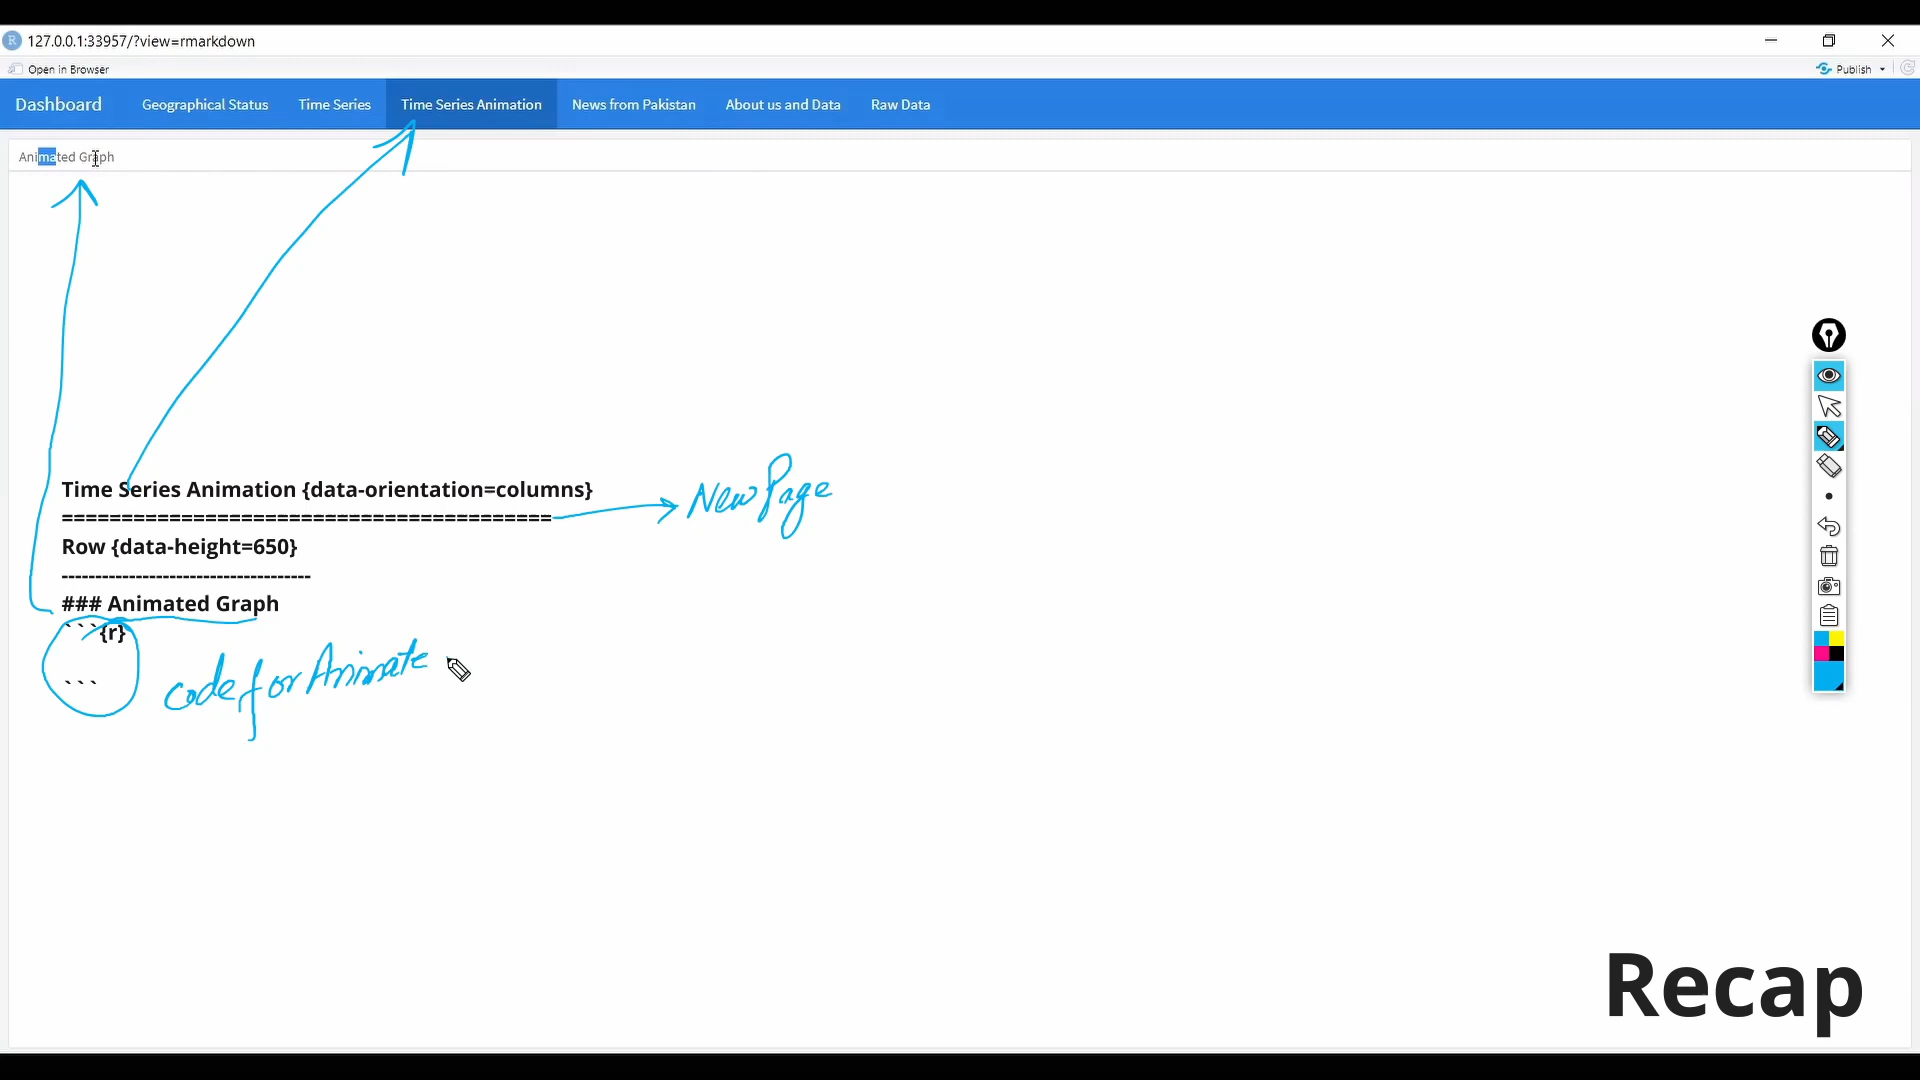 127.0.0.1:33957/?view=rmarkdown
Open in Browser
Publish
Dashboard
Geographical Status
Time Series
Time Series Animation
News from Pakistan
About us and Data
Raw Data
Animated Graph
Time Series Animation {data-orientation=columns}
=========================================
New Page
Row {data-height=650}
-------------------------------------
### Animated Graph
```{r}
code for Animate
```
Recap